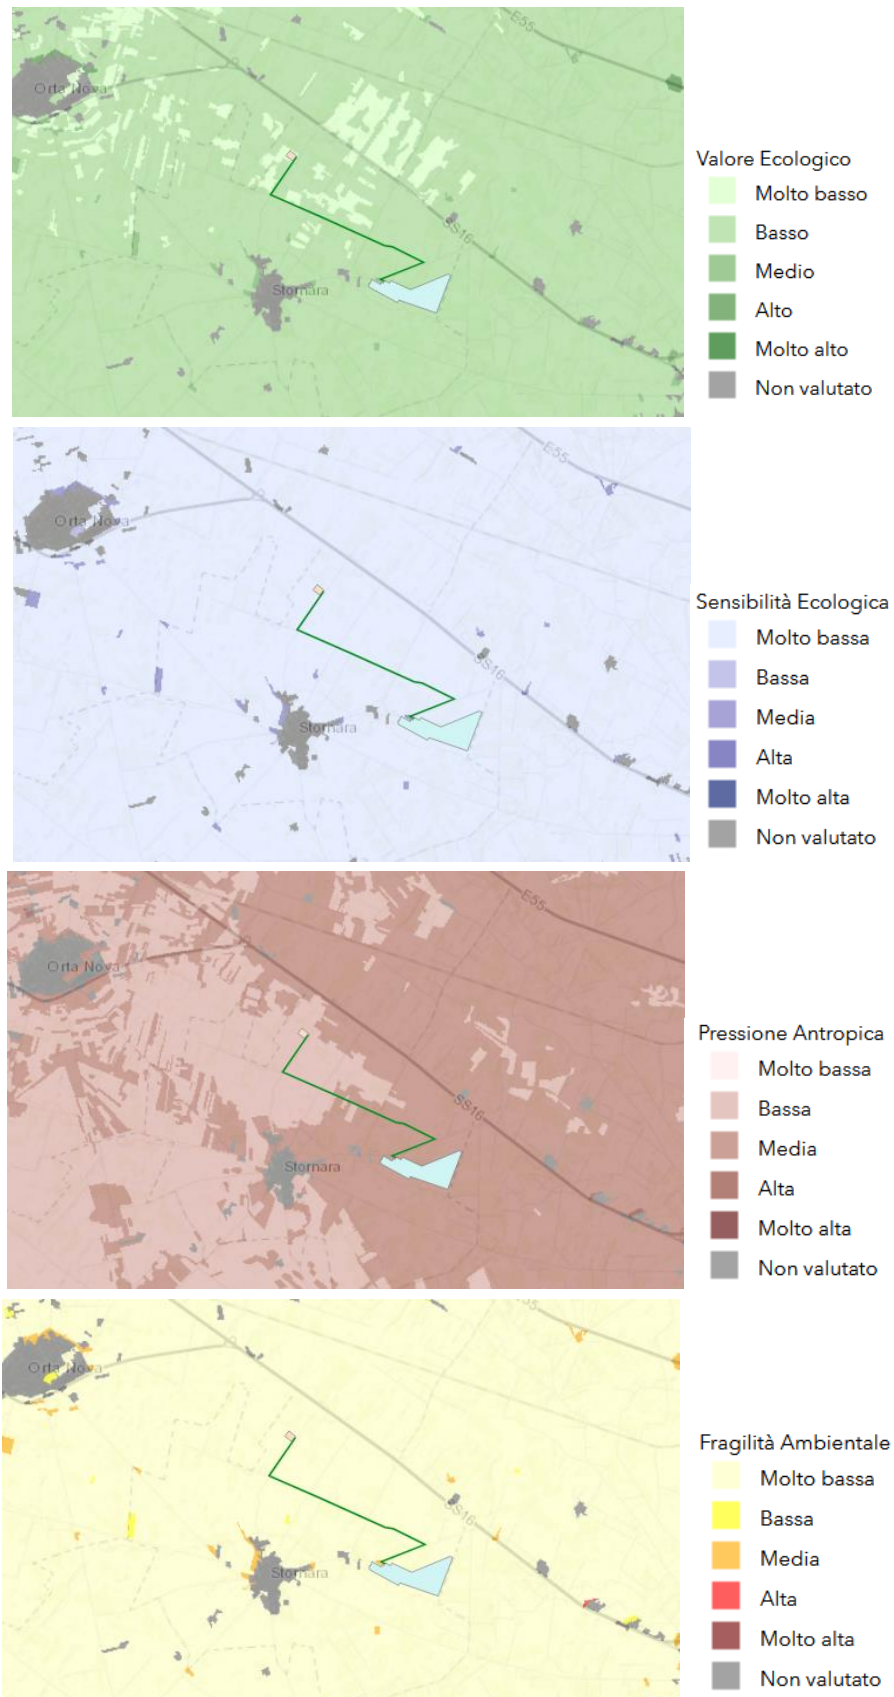 E55
Orta Nova
SS16
Stornara
Valore Ecologico
Molto basso
Basso
Medio
Alto
Molto alto
Non valutato
E55
Orta Nova
SS16
Stornara
Sensibilità Ecologica
Molto bassa
Bassa
Media
Alta
Molto alta
Non valutato
E55
Orta Nova
SS16
Stornara
Pressione Antropica
Molto bassa
Bassa
Media
Alta
Molto alta
Non valutato
E55
Orta Nova
SS16
Stornara
Fragilità Ambientale
Molto bassa
Bassa
Media
Alta
Molto alta
Non valutato